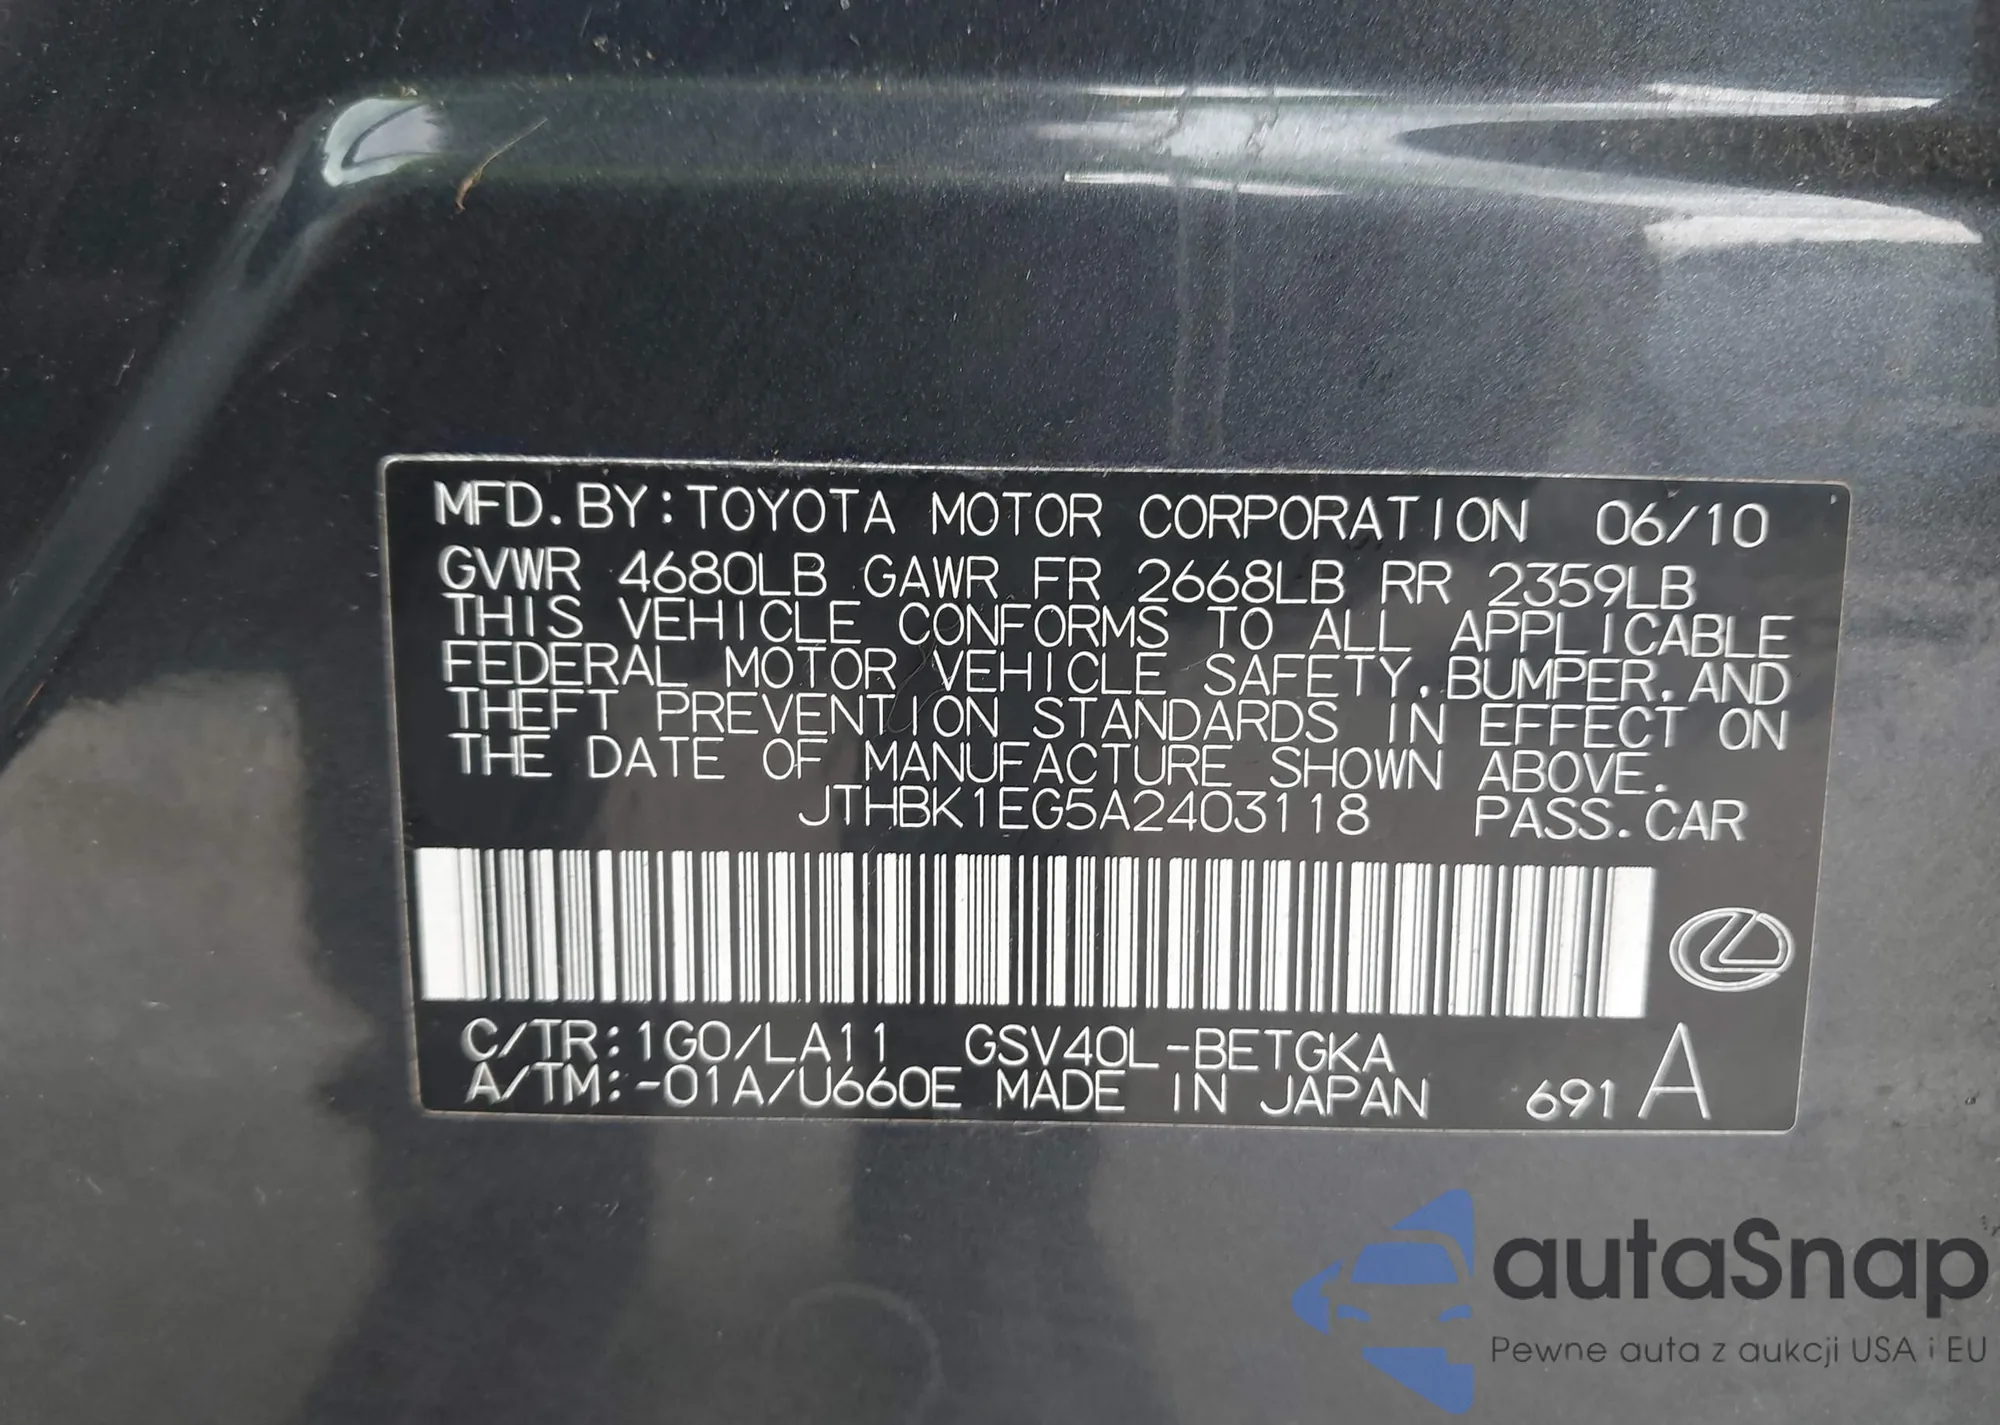 MFD. BY: TOYOTA MOTOR CORPORATION 06/10
GVWR 4680LB GAWR FR 2668LB RR 2359LB
THIS VEHICLE CONFORMS TO ALL APPLICABLE
FEDERAL MOTOR VEHICLE SAFETY, BUMPER, AND
THEFT PREVENTION STANDARDS IN EFFECT ON
THE DATE OF MANUFACTURE SHOWN ABOVE.
JTHBK1EG5A2403118 PASS. CAR
C/TR: 1G0/LA11 GSV40L-BETGKA
A/TM: -01A/U660E MADE IN JAPAN 691 A
autaSnap
Pewne auta z aukcji USA i EU